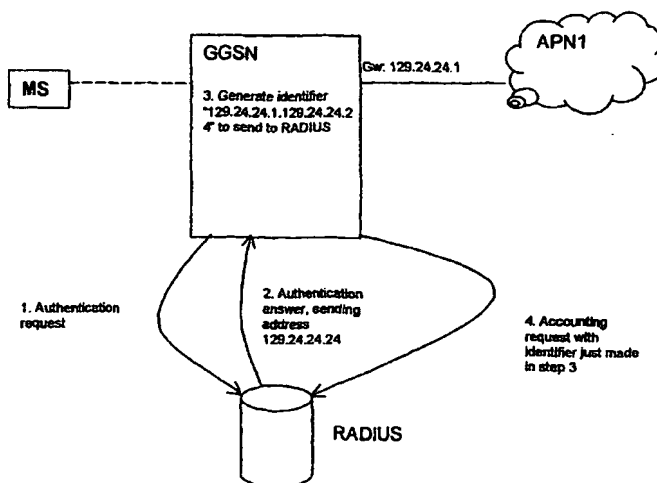 GGSN
APN1
Gw: 129.24.24.1
MS
3. Generate identifier
"129.24.24.1.129.24.24.2
4" to send to RADIUS
1. Authentication
request
2. Authentication
answer, sending
address
129.24.24.24
4. Accounting
request with
identifier just made
in step 3
RADIUS